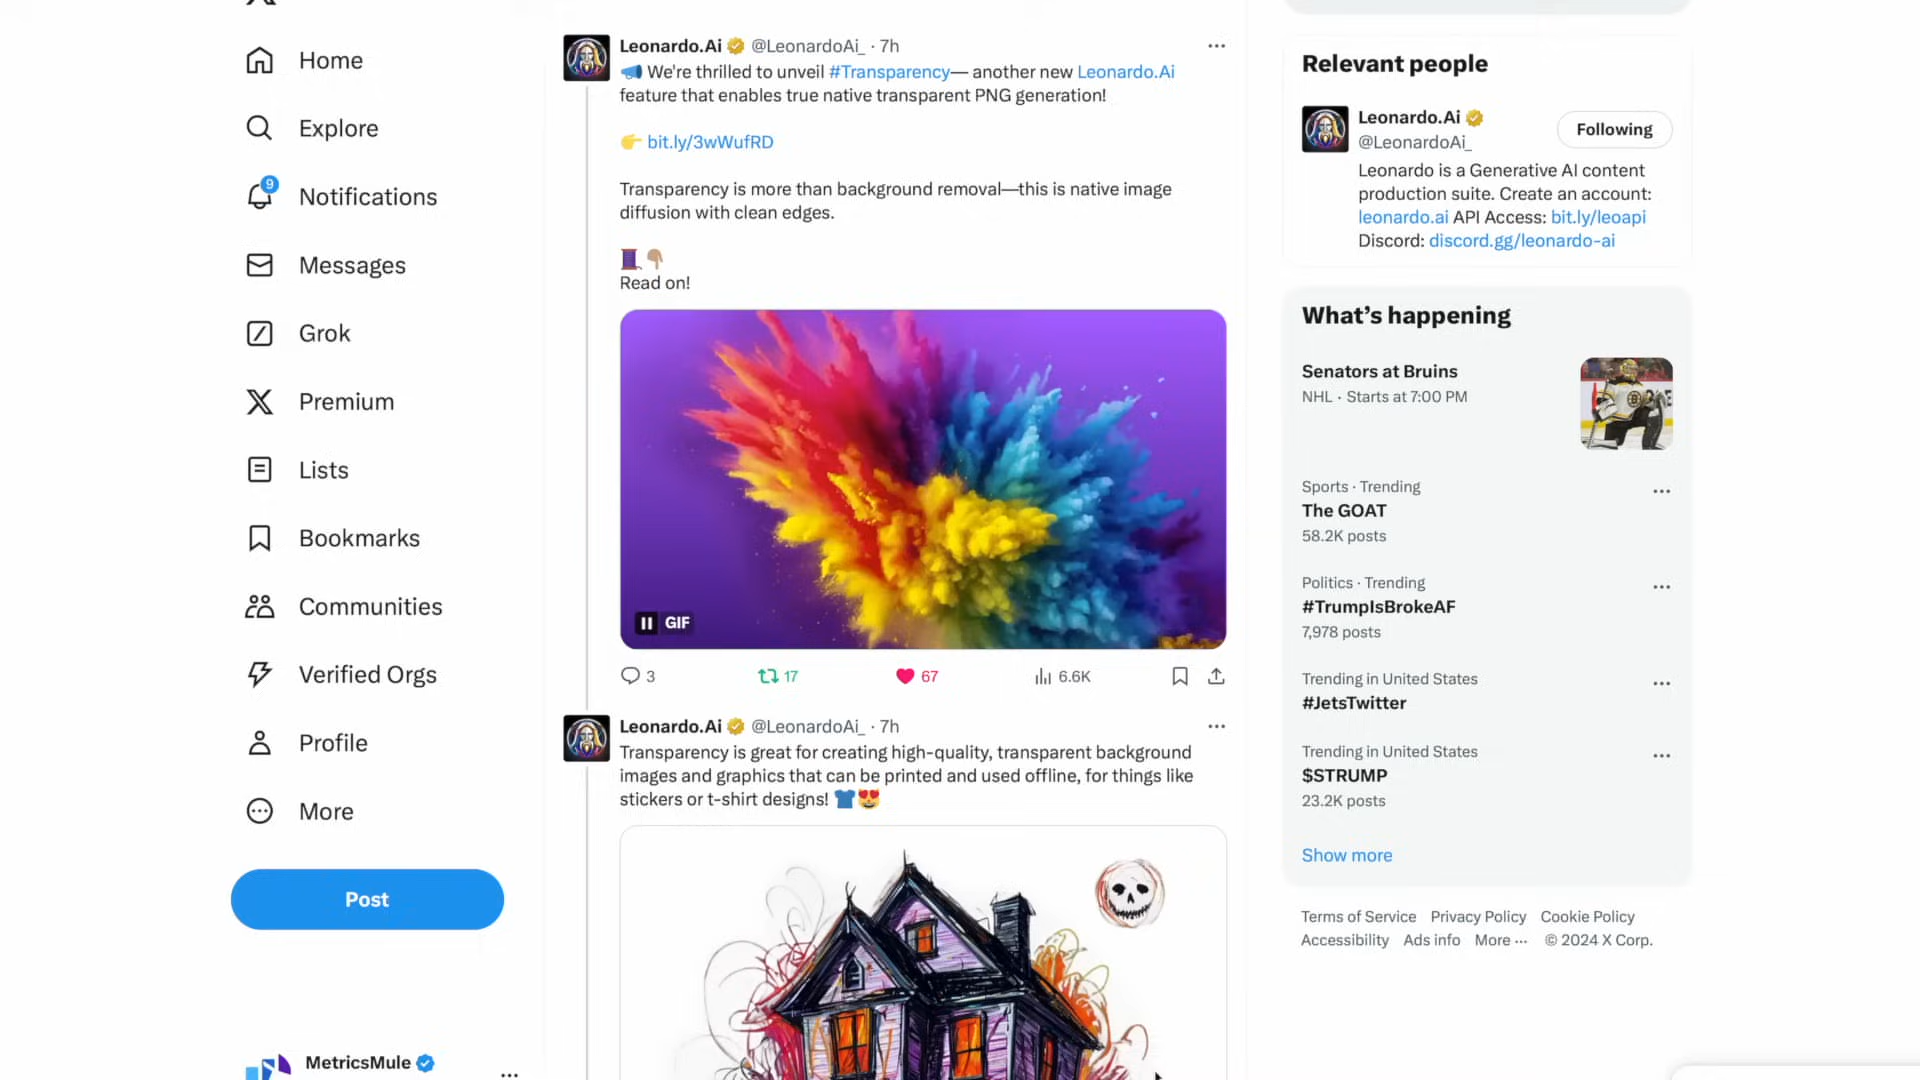 Home
Explore
9
Notifications
Messages
Grok
Premium
Lists
Bookmarks
Communities
Verified Orgs
Profile
More
Post
MetricsMule
Leonardo.Ai @LeonardoAi_ · 7h
We're thrilled to unveil #Transparency— another new Leonardo.Ai
feature that enables true native transparent PNG generation!
bit.ly/3wWufRD
Transparency is more than background removal—this is native image
diffusion with clean edges.
Read on!
GIF
3 17 67 6.6K
Leonardo.Ai @LeonardoAi_ · 7h
Transparency is great for creating high-quality, transparent background
images and graphics that can be printed and used offline, for things like
stickers or t-shirt designs!
Relevant people
Leonardo.Ai
@LeonardoAi_
Following
Leonardo is a Generative AI content
production suite. Create an account:
leonardo.ai API Access: bit.ly/leoapi
Discord: discord.gg/leonardo-ai
What's happening
Senators at Bruins
NHL · Starts at 7:00 PM
Sports · Trending
The GOAT
58.2K posts
Politics · Trending
#TrumpIsBrokeAF
7,978 posts
Trending in United States
#JetsTwitter
Trending in United States
$STRUMP
23.2K posts
Show more
Terms of Service Privacy Policy Cookie Policy
Accessibility Ads info More ··· © 2024 X Corp.